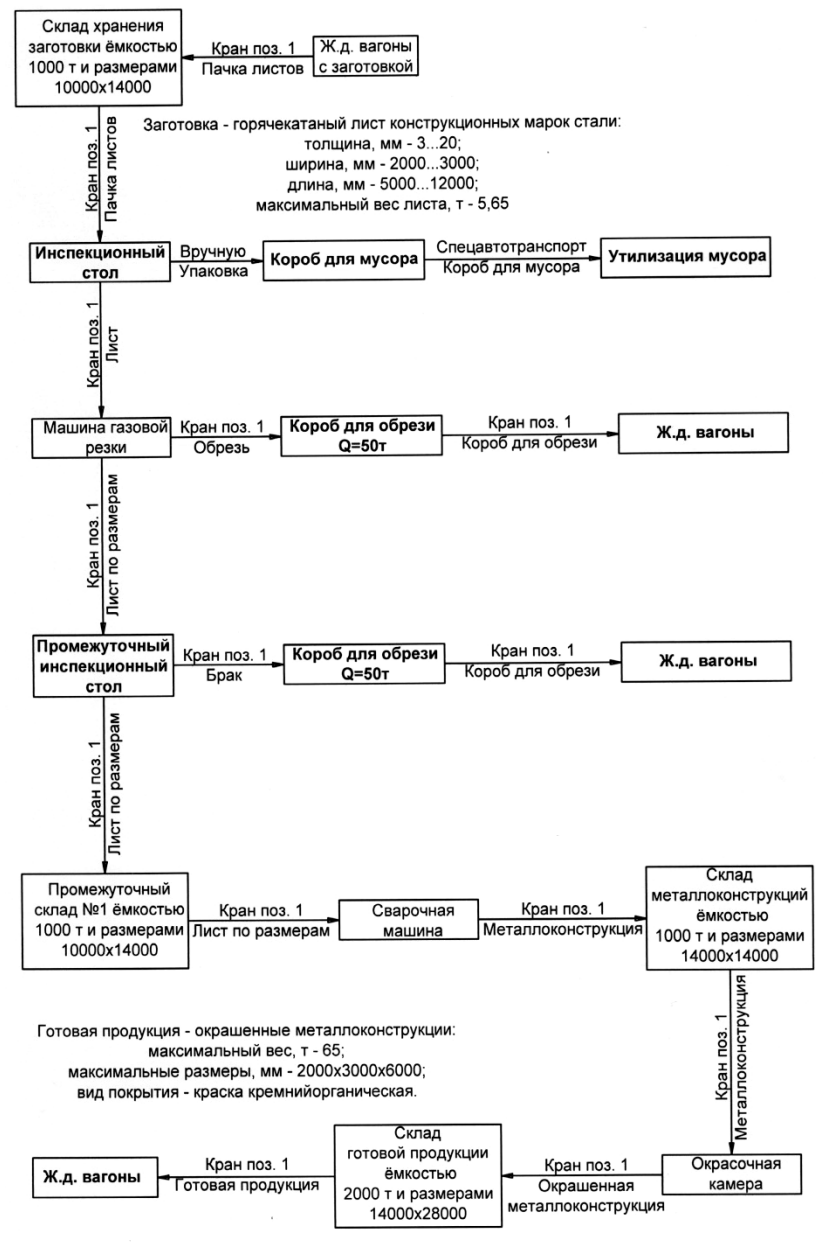 Склад хранения
заготовки ёмкостью
1000 т и размерами
10000х14000
Кран поз. 1
Пачка листов
Ж.д. вагоны
с заготовкой
Кран поз. 1
Пачка листов
Заготовка - горячекатаный лист конструкционных марок стали:
толщина, мм - 3...20;
ширина, мм - 2000...3000;
длина, мм - 5000...12000;
максимальный вес листа, т - 5,65
Инспекционный
стол
Вручную
Упаковка
Короб для мусора
Спецавтотранспорт
Короб для мусора
Утилизация мусора
Кран поз. 1
Лист
Машина газовой
резки
Кран поз. 1
Обрезь
Короб для обрези
Q=50т
Кран поз. 1
Короб для обрези
Ж.д. вагоны
Кран поз. 1
Лист по размерам
Промежуточный
инспекционный
стол
Кран поз. 1
Брак
Короб для обрези
Q=50т
Кран поз. 1
Короб для обрези
Ж.д. вагоны
Кран поз. 1
Лист по размерам
Промежуточный
склад №1 ёмкостью
1000 т и размерами
10000х14000
Кран поз. 1
Лист по размерам
Сварочная
машина
Кран поз. 1
Металлоконструкция
Склад
металлоконструкций
ёмкостью
1000 т и размерами
14000х14000
Кран поз. 1
Металлоконструкция
Готовая продукция - окрашенные металлоконструкции:
максимальный вес, т - 65;
максимальные размеры, мм - 2000х3000х6000;
вид покрытия - краска кремнийорганическая.
Ж.д. вагоны
Кран поз. 1
Готовая продукция
Склад
готовой продукции
ёмкостью
2000 т и размерами
14000х28000
Кран поз. 1
Окрашенная
металлоконструкция
Окрасочная
камера